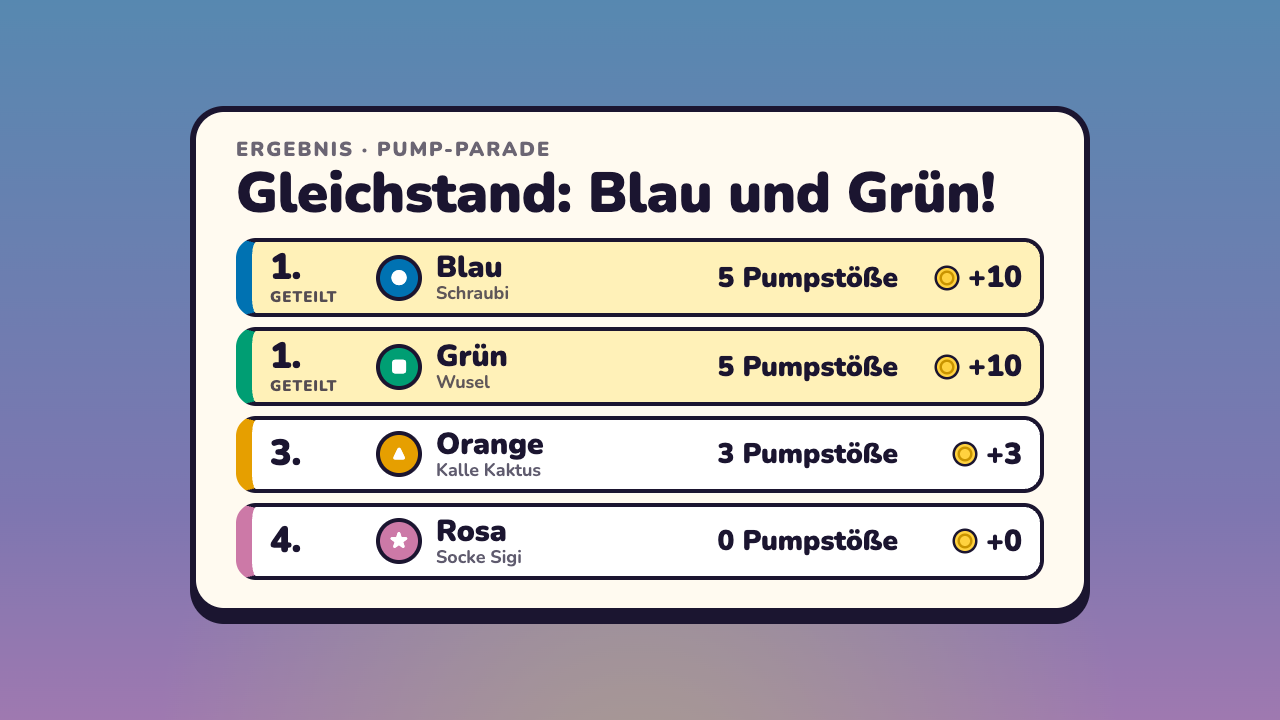 ERGEBNIS · PUMP-PARADE
Gleichstand: Blau und Grün!
1.
GETEILT
Blau
Schraubi
5 Pumpstöße
+10
1.
GETEILT
Grün
Wusel
5 Pumpstöße
+10
3.
Orange
Kalle Kaktus
3 Pumpstöße
+3
4.
Rosa
Socke Sigi
0 Pumpstöße
+0